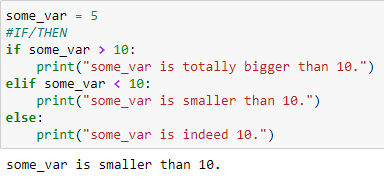 some_var = 5
#IF/THEN
if some_var > 10:
    print("some_var is totally bigger than 10.")
elif some_var < 10:
    print("some_var is smaller than 10.")
else:
    print("some_var is indeed 10.")
some_var is smaller than 10.